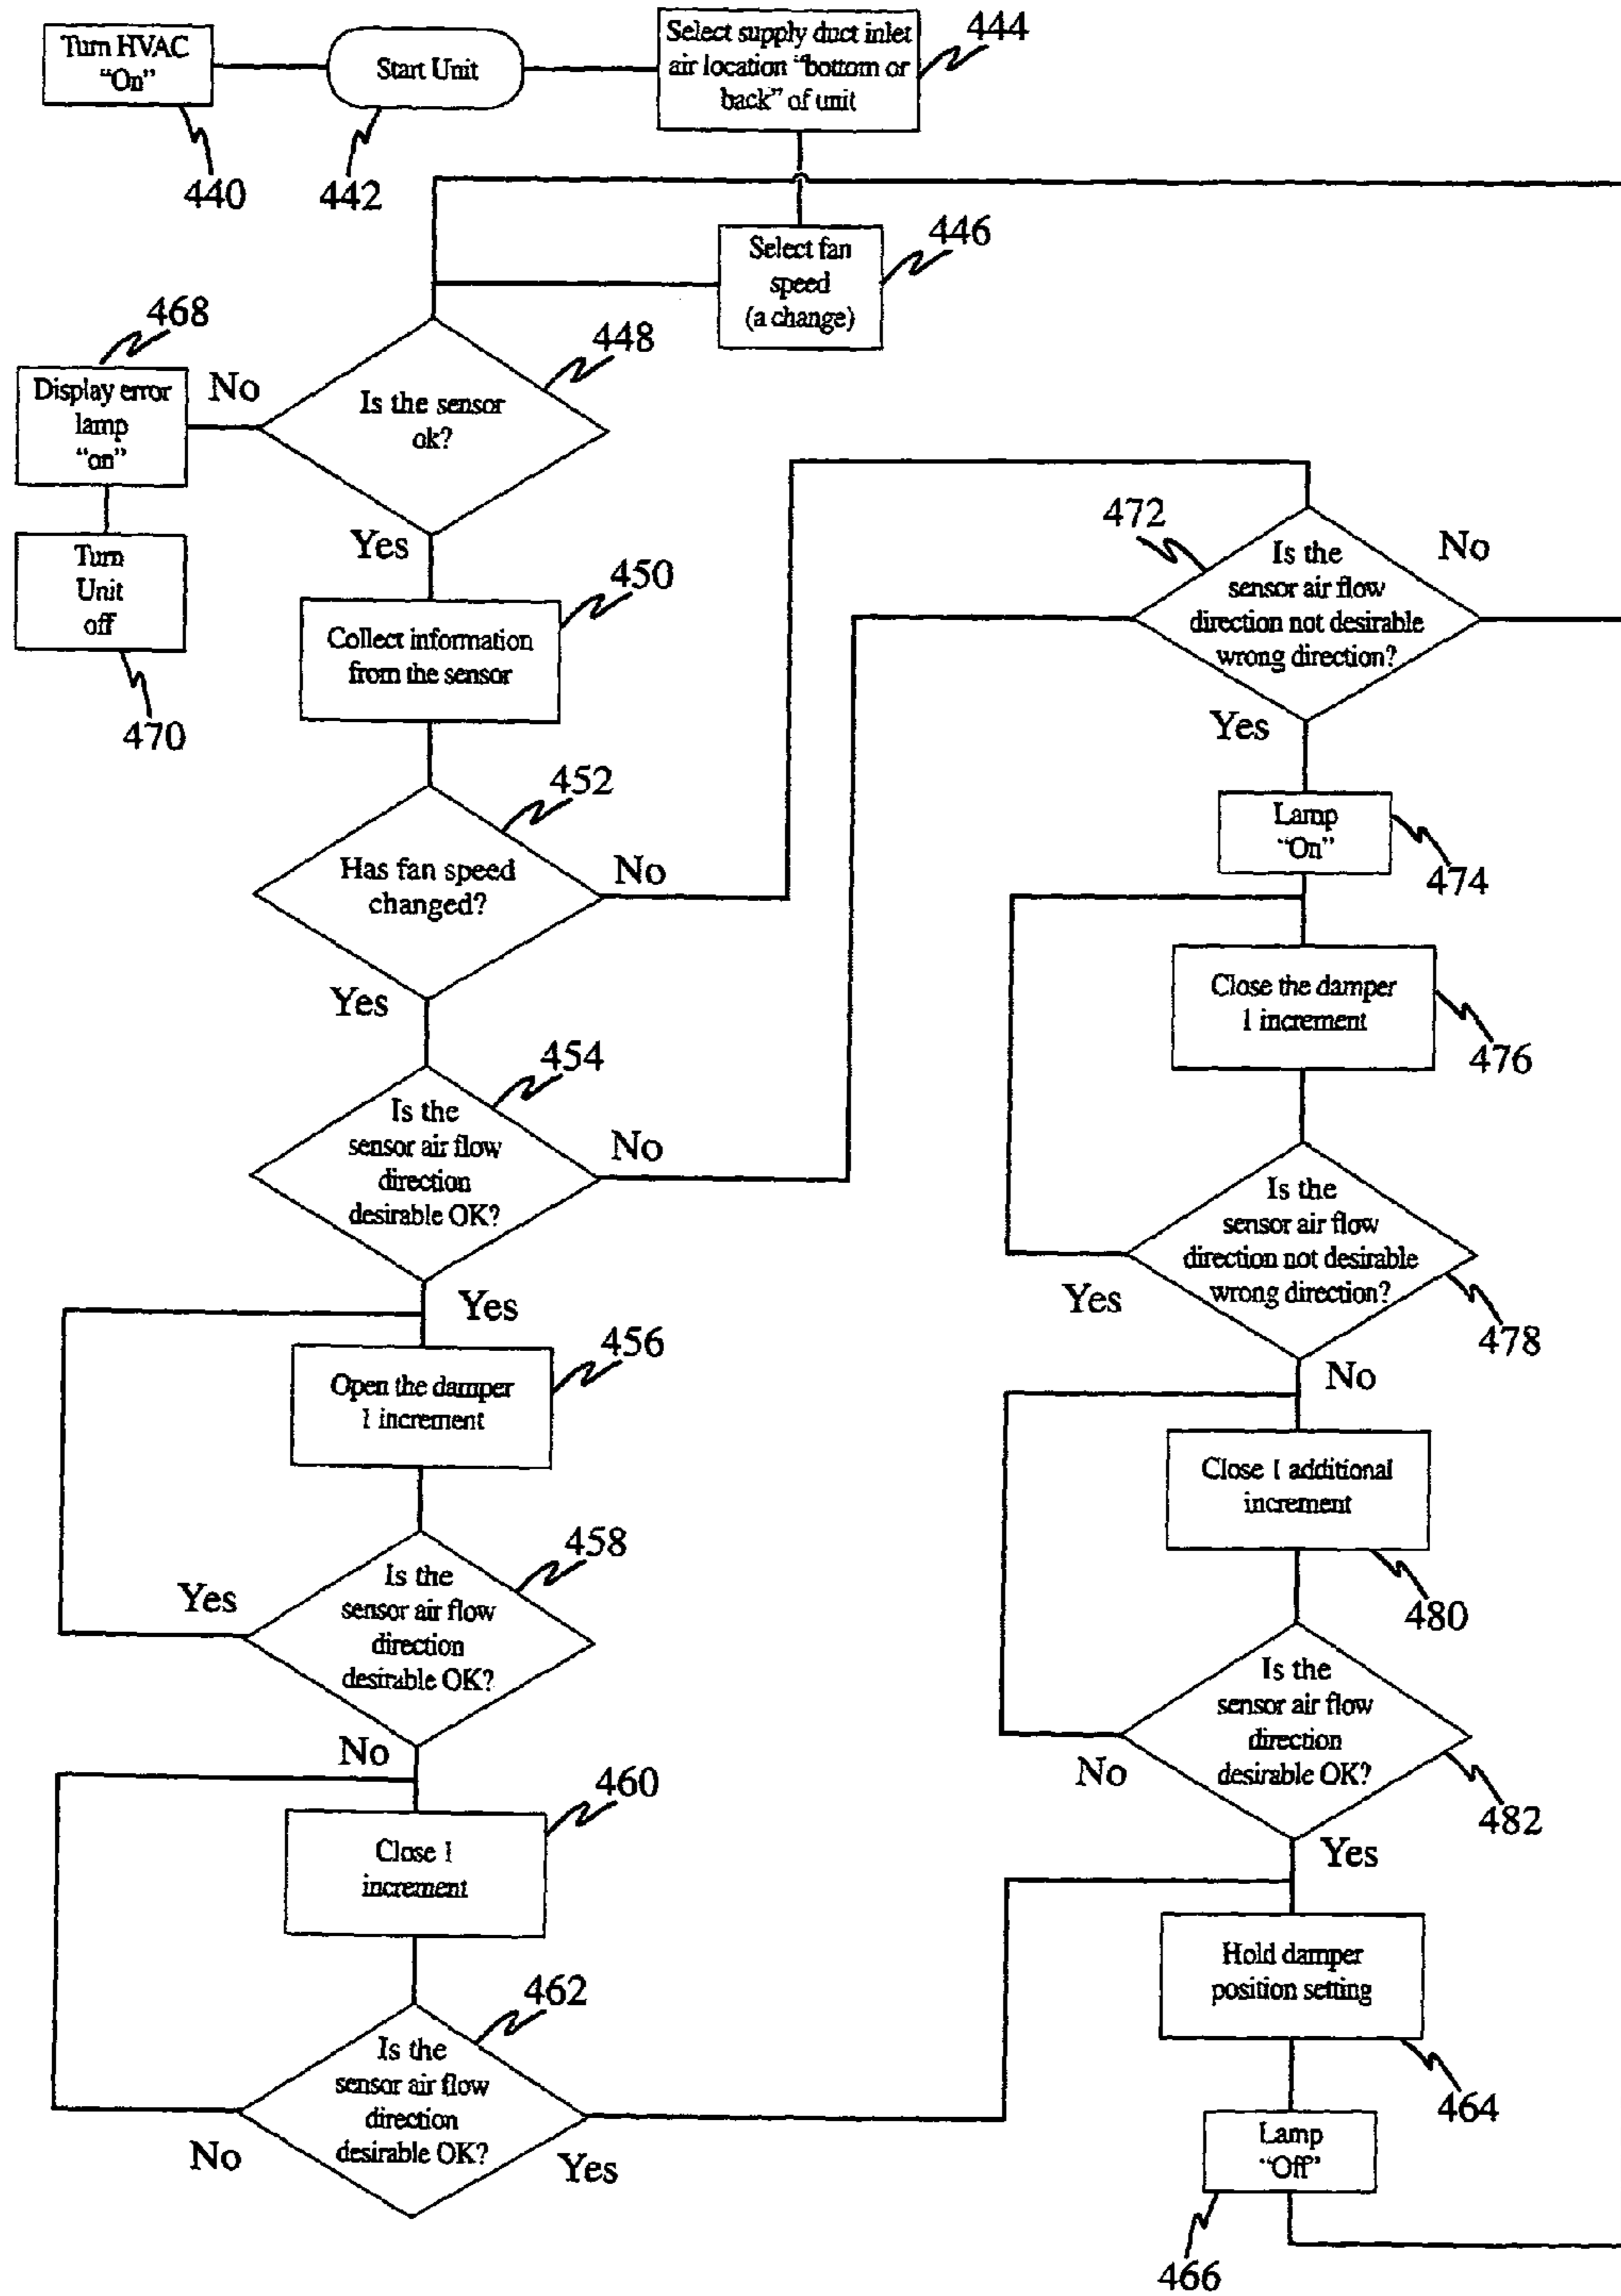 Turn HVAC
“On”
440
Start Unit
442
Select supply duct inlet
air location “bottom or
back” of unit
444
Select fan
speed
(a change)
446
Is the sensor
ok?
448
No
Display error
lamp
“on”
468
Turn
Unit
off
470
Yes
Collect information
from the sensor
450
Has fan speed
changed?
452
No
Yes
Is the
sensor air flow
direction
desirable OK?
454
No
Yes
Open the damper
1 increment
456
Is the
sensor air flow
direction
desirable OK?
458
Yes
No
Close 1
increment
460
Is the
sensor air flow
direction
desirable OK?
462
No
Yes
472
Is the
sensor air flow
direction not desirable
wrong direction?
No
Yes
Lamp
“On”
474
Close the damper
1 increment
476
Is the
sensor air flow
direction not desirable
wrong direction?
478
Yes
No
Close 1 additional
increment
480
Is the
sensor air flow
direction
desirable OK?
482
No
Yes
Hold damper
position setting
464
Lamp
“Off”
466